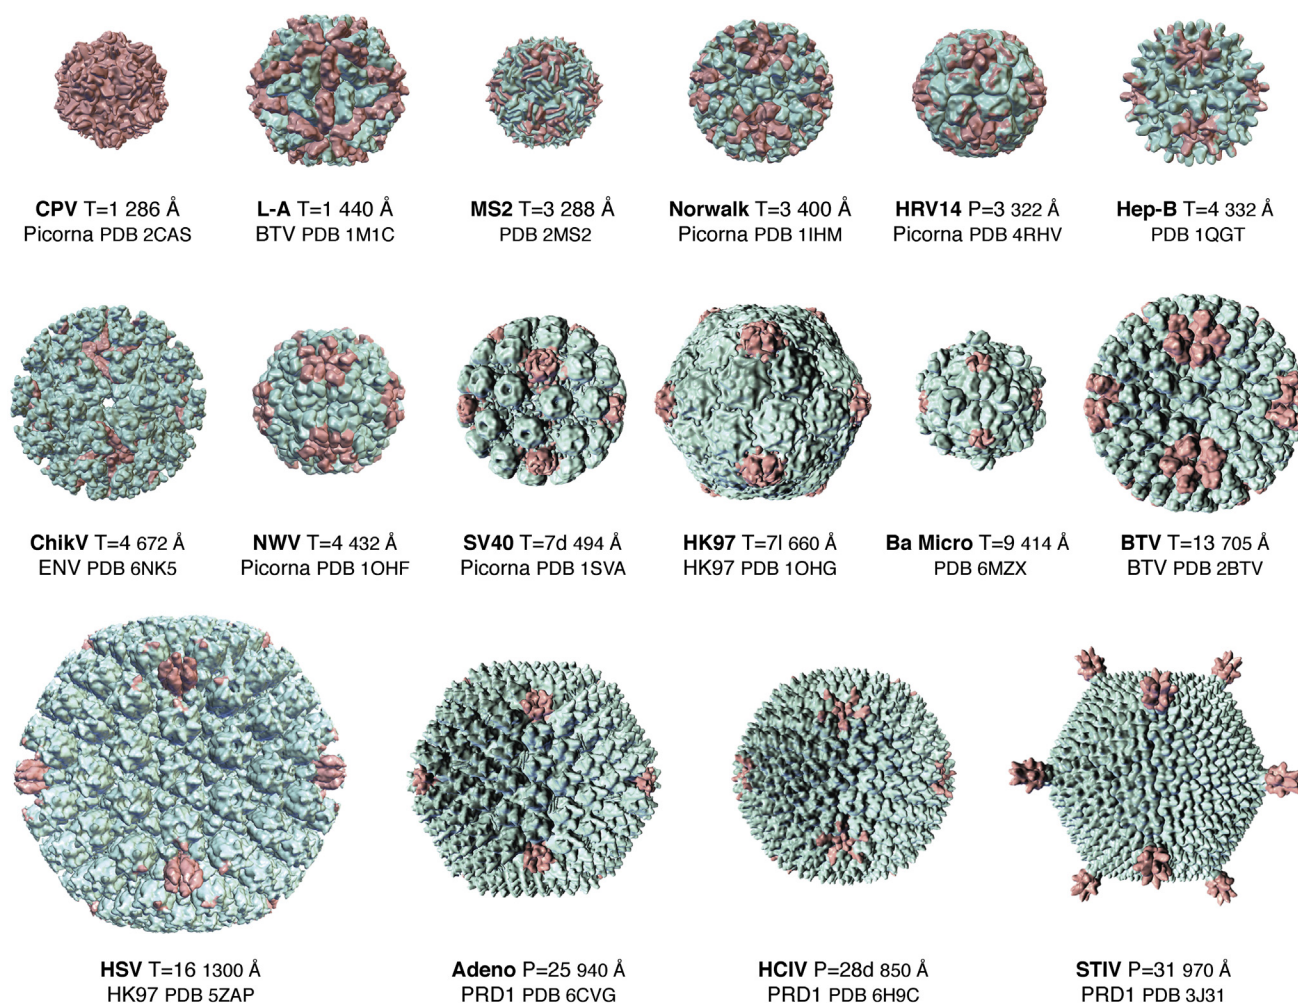 CPV T=1 286 Å
Picorna PDB 2CAS
L-A T=1 440 Å
BTV PDB 1M1C
MS2 T=3 288 Å
PDB 2MS2
Norwalk T=3 400 Å
Picorna PDB 1IHM
HRV14 P=3 322 Å
Picorna PDB 4RHV
Hep-B T=4 332 Å
PDB 1QGT
ChikV T=4 672 Å
ENV PDB 6NK5
NWV T=4 432 Å
Picorna PDB 1OHF
SV40 T=7d 494 Å
Picorna PDB 1SVA
HK97 T=7l 660 Å
HK97 PDB 1OHG
Ba Micro T=9 414 Å
PDB 6MZX
BTV T=13 705 Å
BTV PDB 2BTV
HSV T=16 1300 Å
HK97 PDB 5ZAP
Adeno P=25 940 Å
PRD1 PDB 6CVG
HCIV P=28d 850 Å
PRD1 PDB 6H9C
STIV P=31 970 Å
PRD1 PDB 3J31